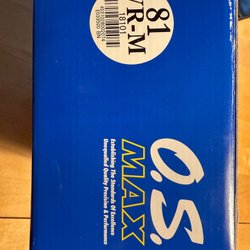 81
VR-M
18101
O.S.
MAX
Establishing The Standards Of Excellence
Unequalled Quality Precision & Performance